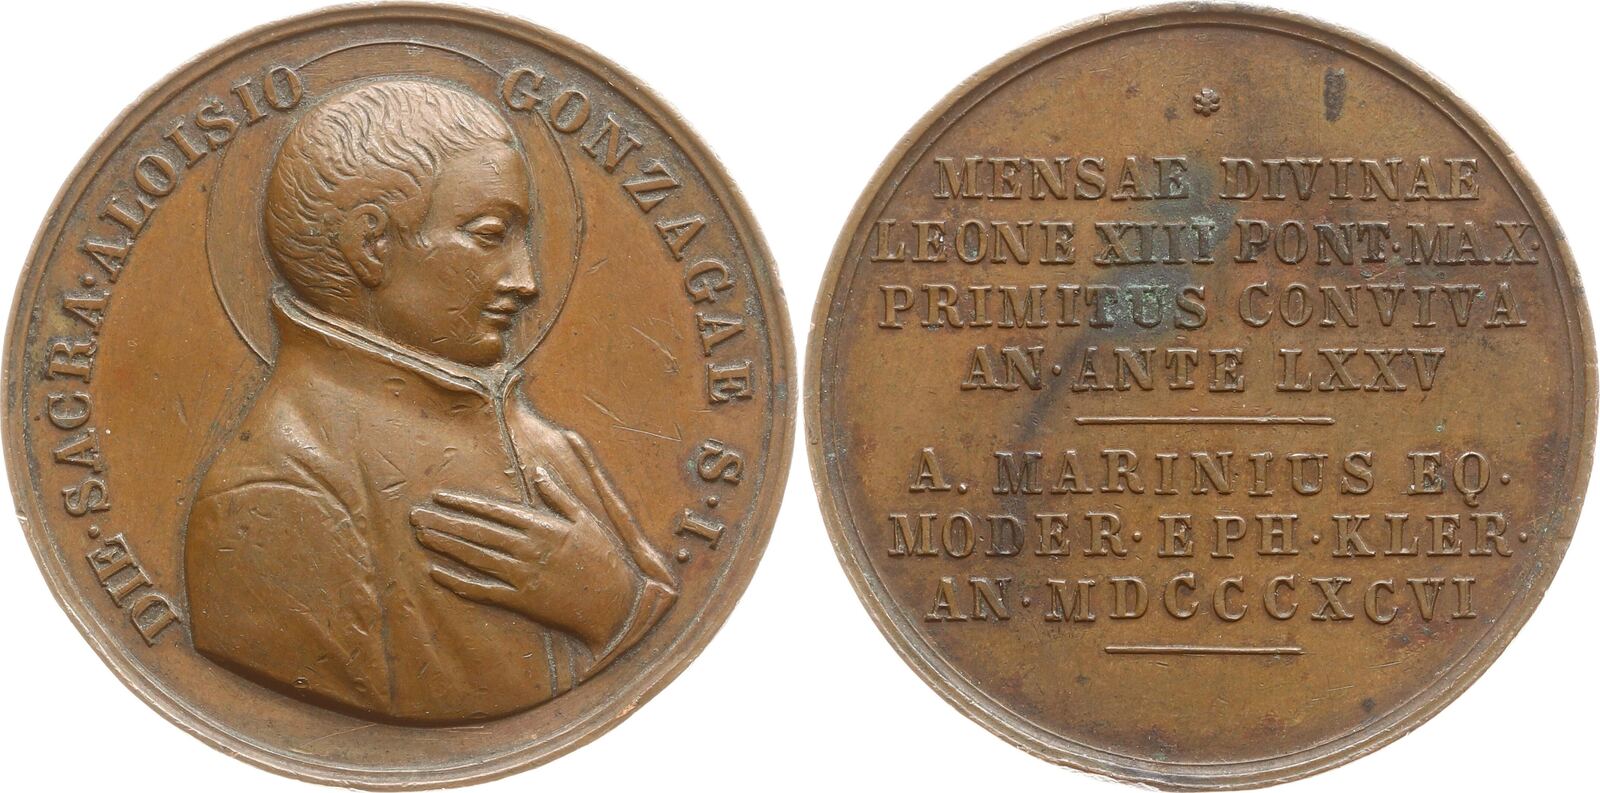 DIE·SACRA·ALOISIO GONZAGAE S·I·
MENSAE DIVINAE
LEONE XIII PONT·MAX·
PRIMITUS CONVIVA
AN·ANTE LXXV
A. MARINIUS EQ·
MODER·EPH·KLER·
AN·MDCCCXCVI